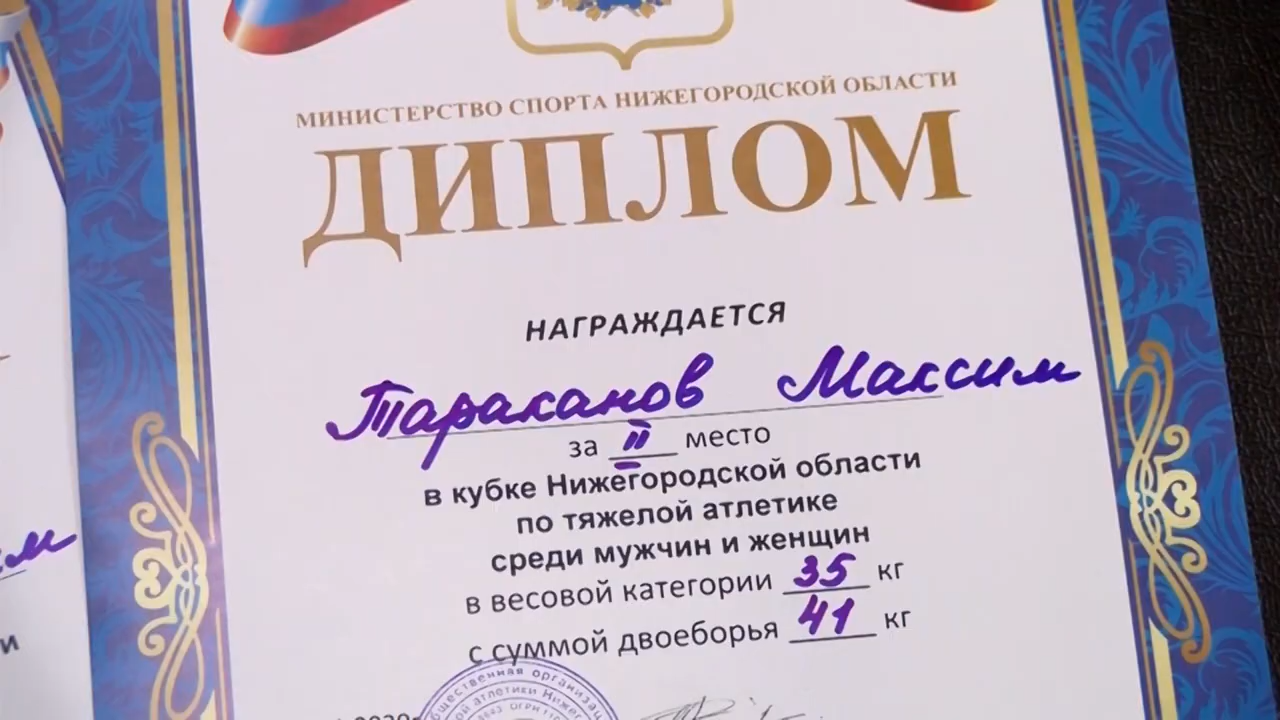 МИНИСТЕРСТВО СПОРТА НИЖЕГОРОДСКОЙ ОБЛАСТИ
ДИПЛОМ
НАГРАЖДАЕТСЯ
Тараканов Максим
за II место
в кубке Нижегородской области
по тяжелой атлетике
среди мужчин и женщин
в весовой категории 35 кг
с суммой двоеборья 41 кг